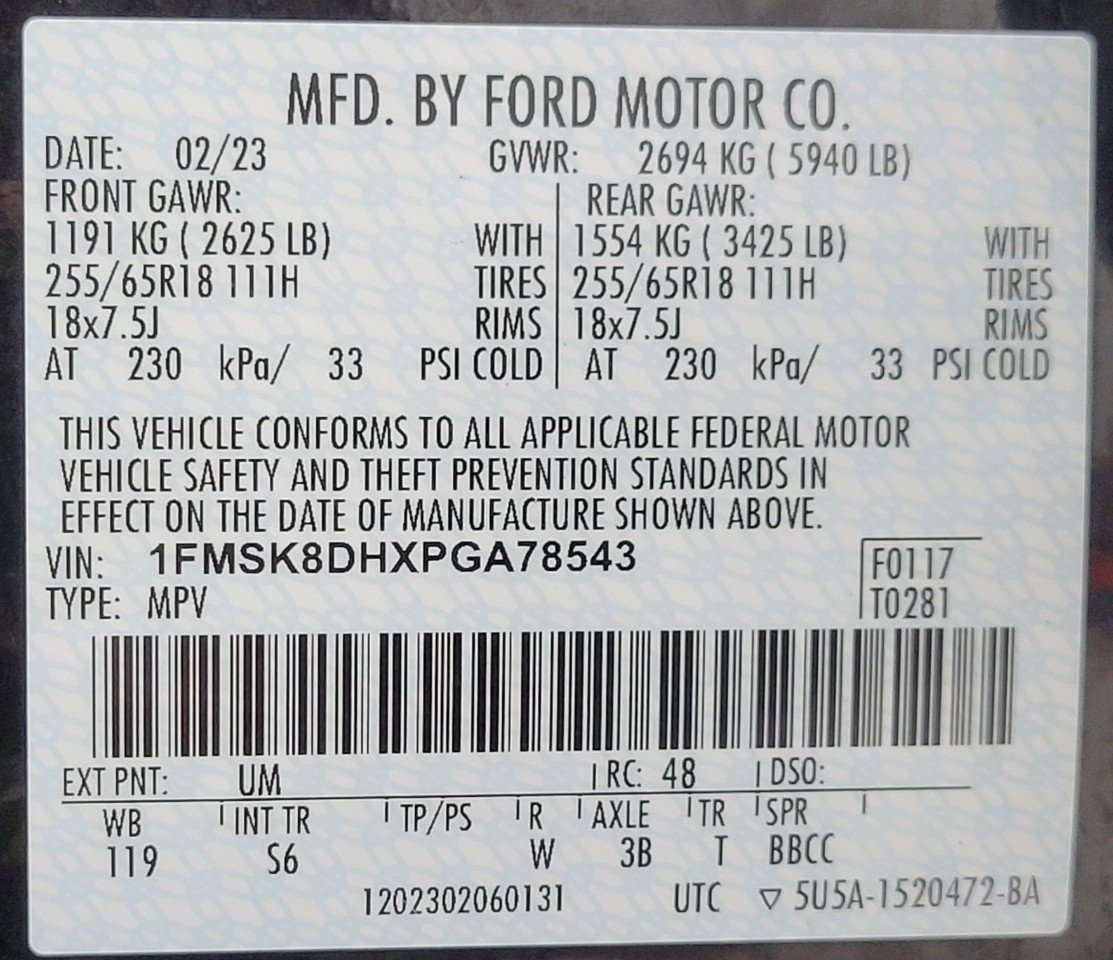 MFD. BY FORD MOTOR CO.
DATE: 02/23 GVWR: 2694 KG ( 5940 LB)
FRONT GAWR: REAR GAWR:
1191 KG ( 2625 LB) WITH 1554 KG ( 3425 LB) WITH
255/65R18 111H TIRES 255/65R18 111H TIRES
18x7.5J RIMS 18x7.5J RIMS
AT 230 kPa/ 33 PSI COLD AT 230 kPa/ 33 PSI COLD
THIS VEHICLE CONFORMS TO ALL APPLICABLE FEDERAL MOTOR
VEHICLE SAFETY AND THEFT PREVENTION STANDARDS IN
EFFECT ON THE DATE OF MANUFACTURE SHOWN ABOVE.
VIN: 1FMSK8DHXPGA78543 F0117
TYPE: MPV T0281
EXT PNT: UM RC: 48 DSO:
WB INT TR TP/PS R AXLE TR SPR
119 S6 W 3B T BBCC
1202302060131 UTC ▽ 5U5A-1520472-BA